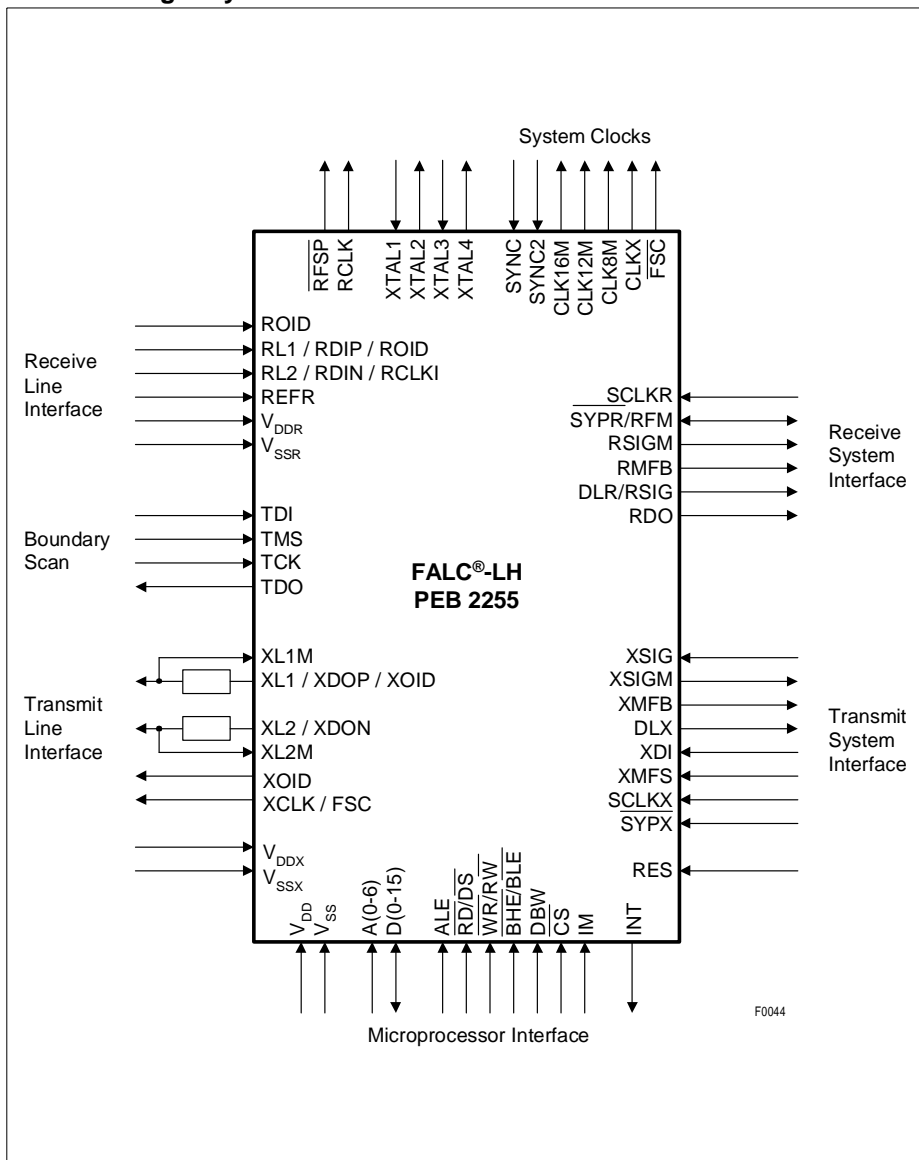 System Clocks
RFSP
RCLK
XTAL1
XTAL2
XTAL3
XTAL4
SYNC
SYNC2
CLK16M
CLK12M
CLK8M
CLKX
FSC
Receive
Line
Interface
ROID
RL1 / RDIP / ROID
RL2 / RDIN / RCLKI
REFR
VDDR
VSSR
Boundary
Scan
TDI
TMS
TCK
TDO
FALC®-LH
PEB 2255
Transmit
Line
Interface
XL1M
XL1 / XDOP / XOID
XL2 / XDON
XL2M
XOID
XCLK / FSC
VDDX
VSSX
SCLKR
SYPR/RFM
RSIGM
RMFB
DLR/RSIG
RDO
Receive
System
Interface
XSIG
XSIGM
XMFB
DLX
XDI
XMFS
SCLKX
SYPX
Transmit
System
Interface
RES
VDD
VSS
A(0-6)
D(0-15)
ALE
RD/DS
WR/RW
BHE/BLE
DBW
CS
IM
INT
Microprocessor Interface
F0044